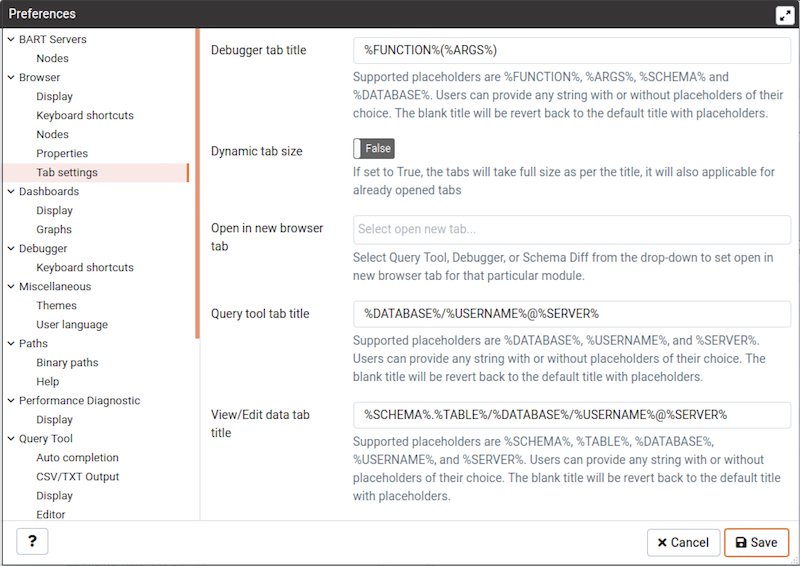 Preferences
BART Servers
Nodes
Browser
Display
Keyboard shortcuts
Nodes
Properties
Tab settings
Dashboards
Display
Graphs
Debugger
Keyboard shortcuts
Miscellaneous
Themes
User language
Paths
Binary paths
Help
Performance Diagnostic
Display
Query Tool
Auto completion
CSV/TXT Output
Display
Editor
Debugger tab title
%FUNCTION%(%ARGS%)
Supported placeholders are %FUNCTION%, %ARGS%, %SCHEMA% and
%DATABASE%. Users can provide any string with or without placeholders of their
choice. The blank title will be revert back to the default title with placeholders.
Dynamic tab size
False
If set to True, the tabs will take full size as per the title, it will also applicable for
already opened tabs
Open in new browser
tab
Select open new tab...
Select Query Tool, Debugger, or Schema Diff from the drop-down to set open in
new browser tab for that particular module.
Query tool tab title
%DATABASE%/%USERNAME%@%SERVER%
Supported placeholders are %DATABASE%, %USERNAME%, and %SERVER%.
Users can provide any string with or without placeholders of their choice. The
blank title will be revert back to the default title with placeholders.
View/Edit data tab
title
%SCHEMA%.%TABLE%/%DATABASE%/%USERNAME%@%SERVER%
Supported placeholders are %SCHEMA%, %TABLE%, %DATABASE%,
%USERNAME%, and %SERVER%. Users can provide any string with or without
placeholders of their choice. The blank title will be revert back to the default title
with placeholders.
?
Cancel
Save